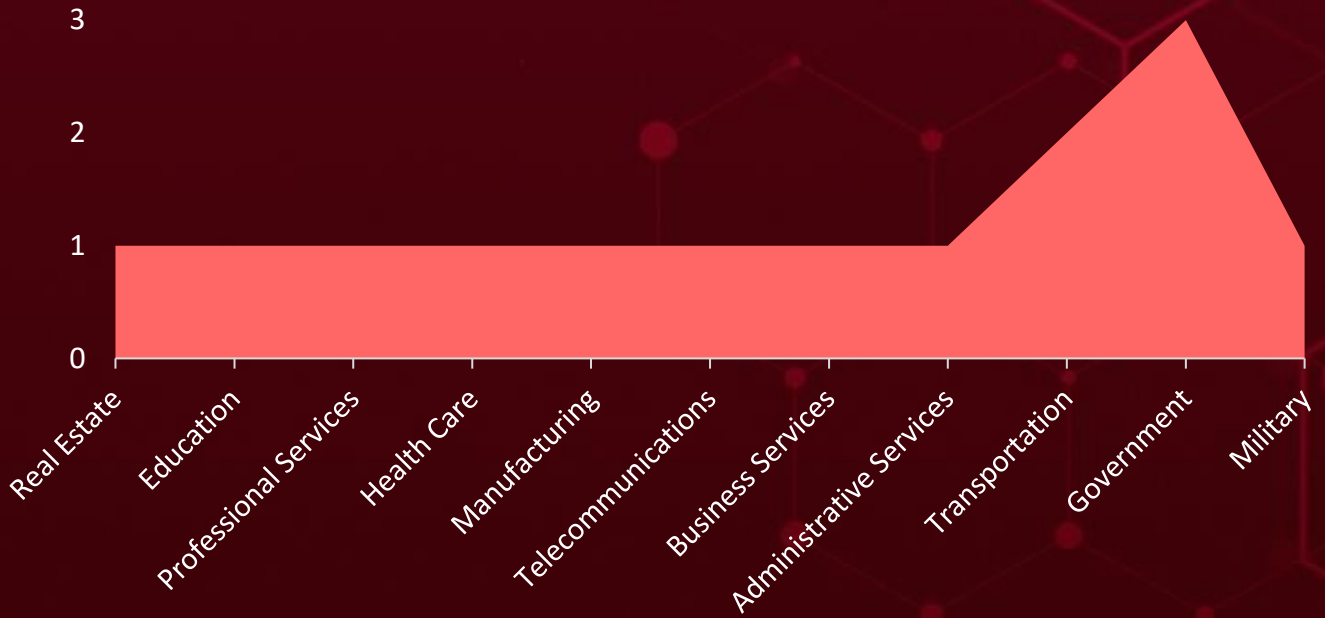 3
2
1
0
Real Estate
Education
Professional Services
Health Care
Manufacturing
Telecommunications
Business Services
Administrative Services
Transportation
Government
Military